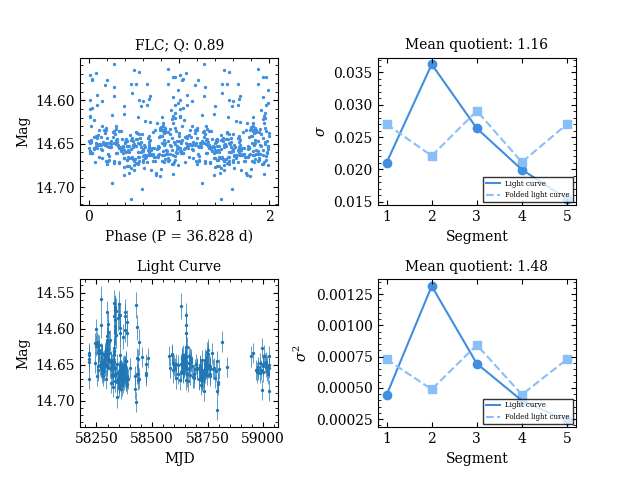 FLC; Q: 0.89
Mag
14.60
14.65
14.70
0
1
2
Phase (P = 36.828 d)
Mean quotient: 1.16
σ
0.035
0.030
0.025
0.020
0.015
1
2
3
4
5
Segment
Light curve
Folded light curve
Light Curve
Mag
14.55
14.60
14.65
14.70
58250
58500
58750
59000
MJD
Mean quotient: 1.48
σ²
0.00125
0.00100
0.00075
0.00050
0.00025
1
2
3
4
5
Segment
Light curve
Folded light curve